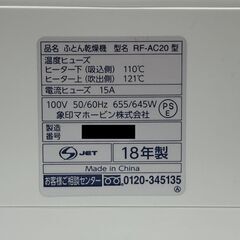 品名 ふとん乾燥機 型名 RF-AC20 型
温度ヒューズ
ヒーター下 (吸込側) 110℃
ヒーター上 (吹出側) 121℃
電流ヒューズ 15A
100V 50/60Hz 655/645W
象印マホービン株式会社
PS
E
製造
番号
S JET
18年製
Made in China
お客様ご相談センター 0120-345135
A